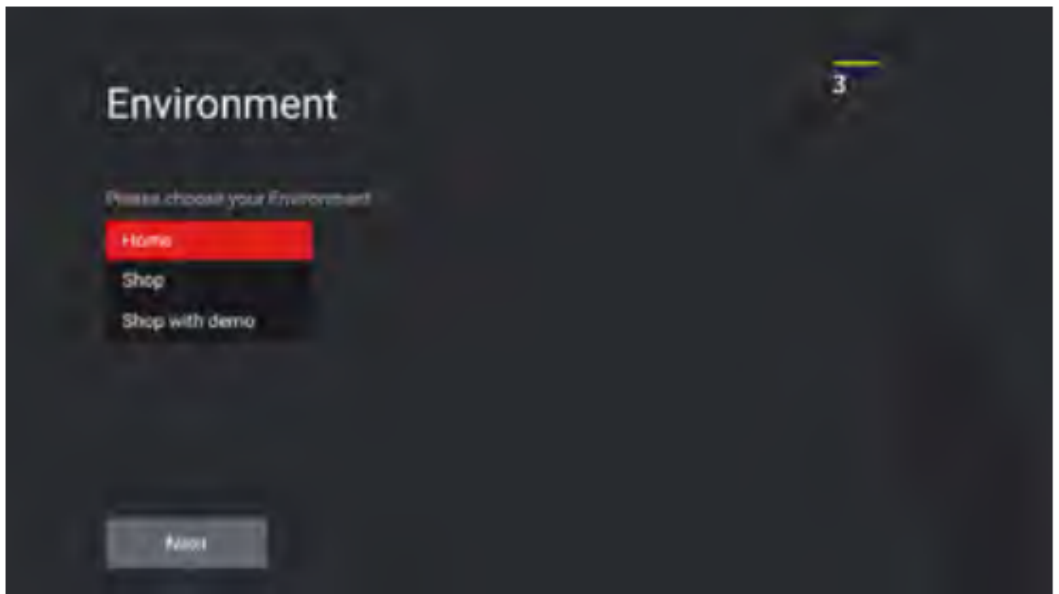 Environment
3
Please choose your Environment
Home
Shop
Shop with demo
Next